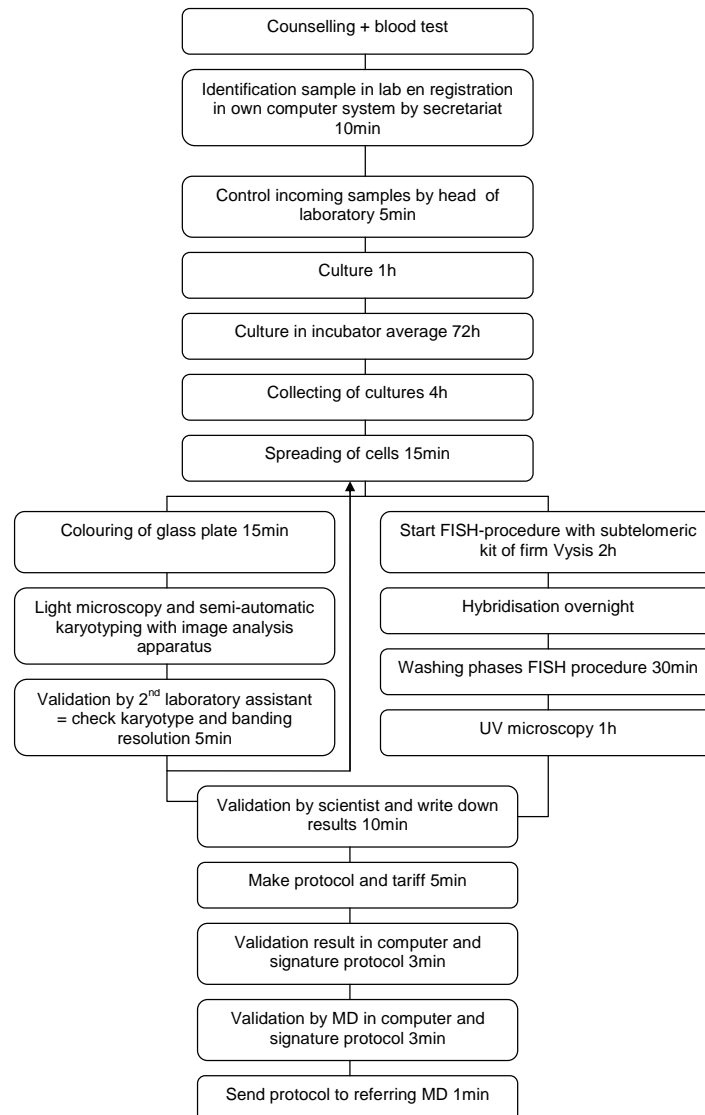 Counselling + blood test
Identification sample in lab en registration
in own computer system by secretariat
10min
Control incoming samples by head of
laboratory 5min
Culture 1h
Culture in incubator average 72h
Collecting of cultures 4h
Spreading of cells 15min
Colouring of glass plate 15min
Light microscopy and semi-automatic
karyotyping with image analysis
apparatus
Validation by 2nd laboratory assistant
= check karyotype and banding
resolution 5min
Start FISH-procedure with subtelomeric
kit of firm Vysis 2h
Hybridisation overnight
Washing phases FISH procedure 30min
UV microscopy 1h
Validation by scientist and write down
results 10min
Make protocol and tariff 5min
Validation result in computer and
signature protocol 3min
Validation by MD in computer and
signature protocol 3min
Send protocol to referring MD 1min